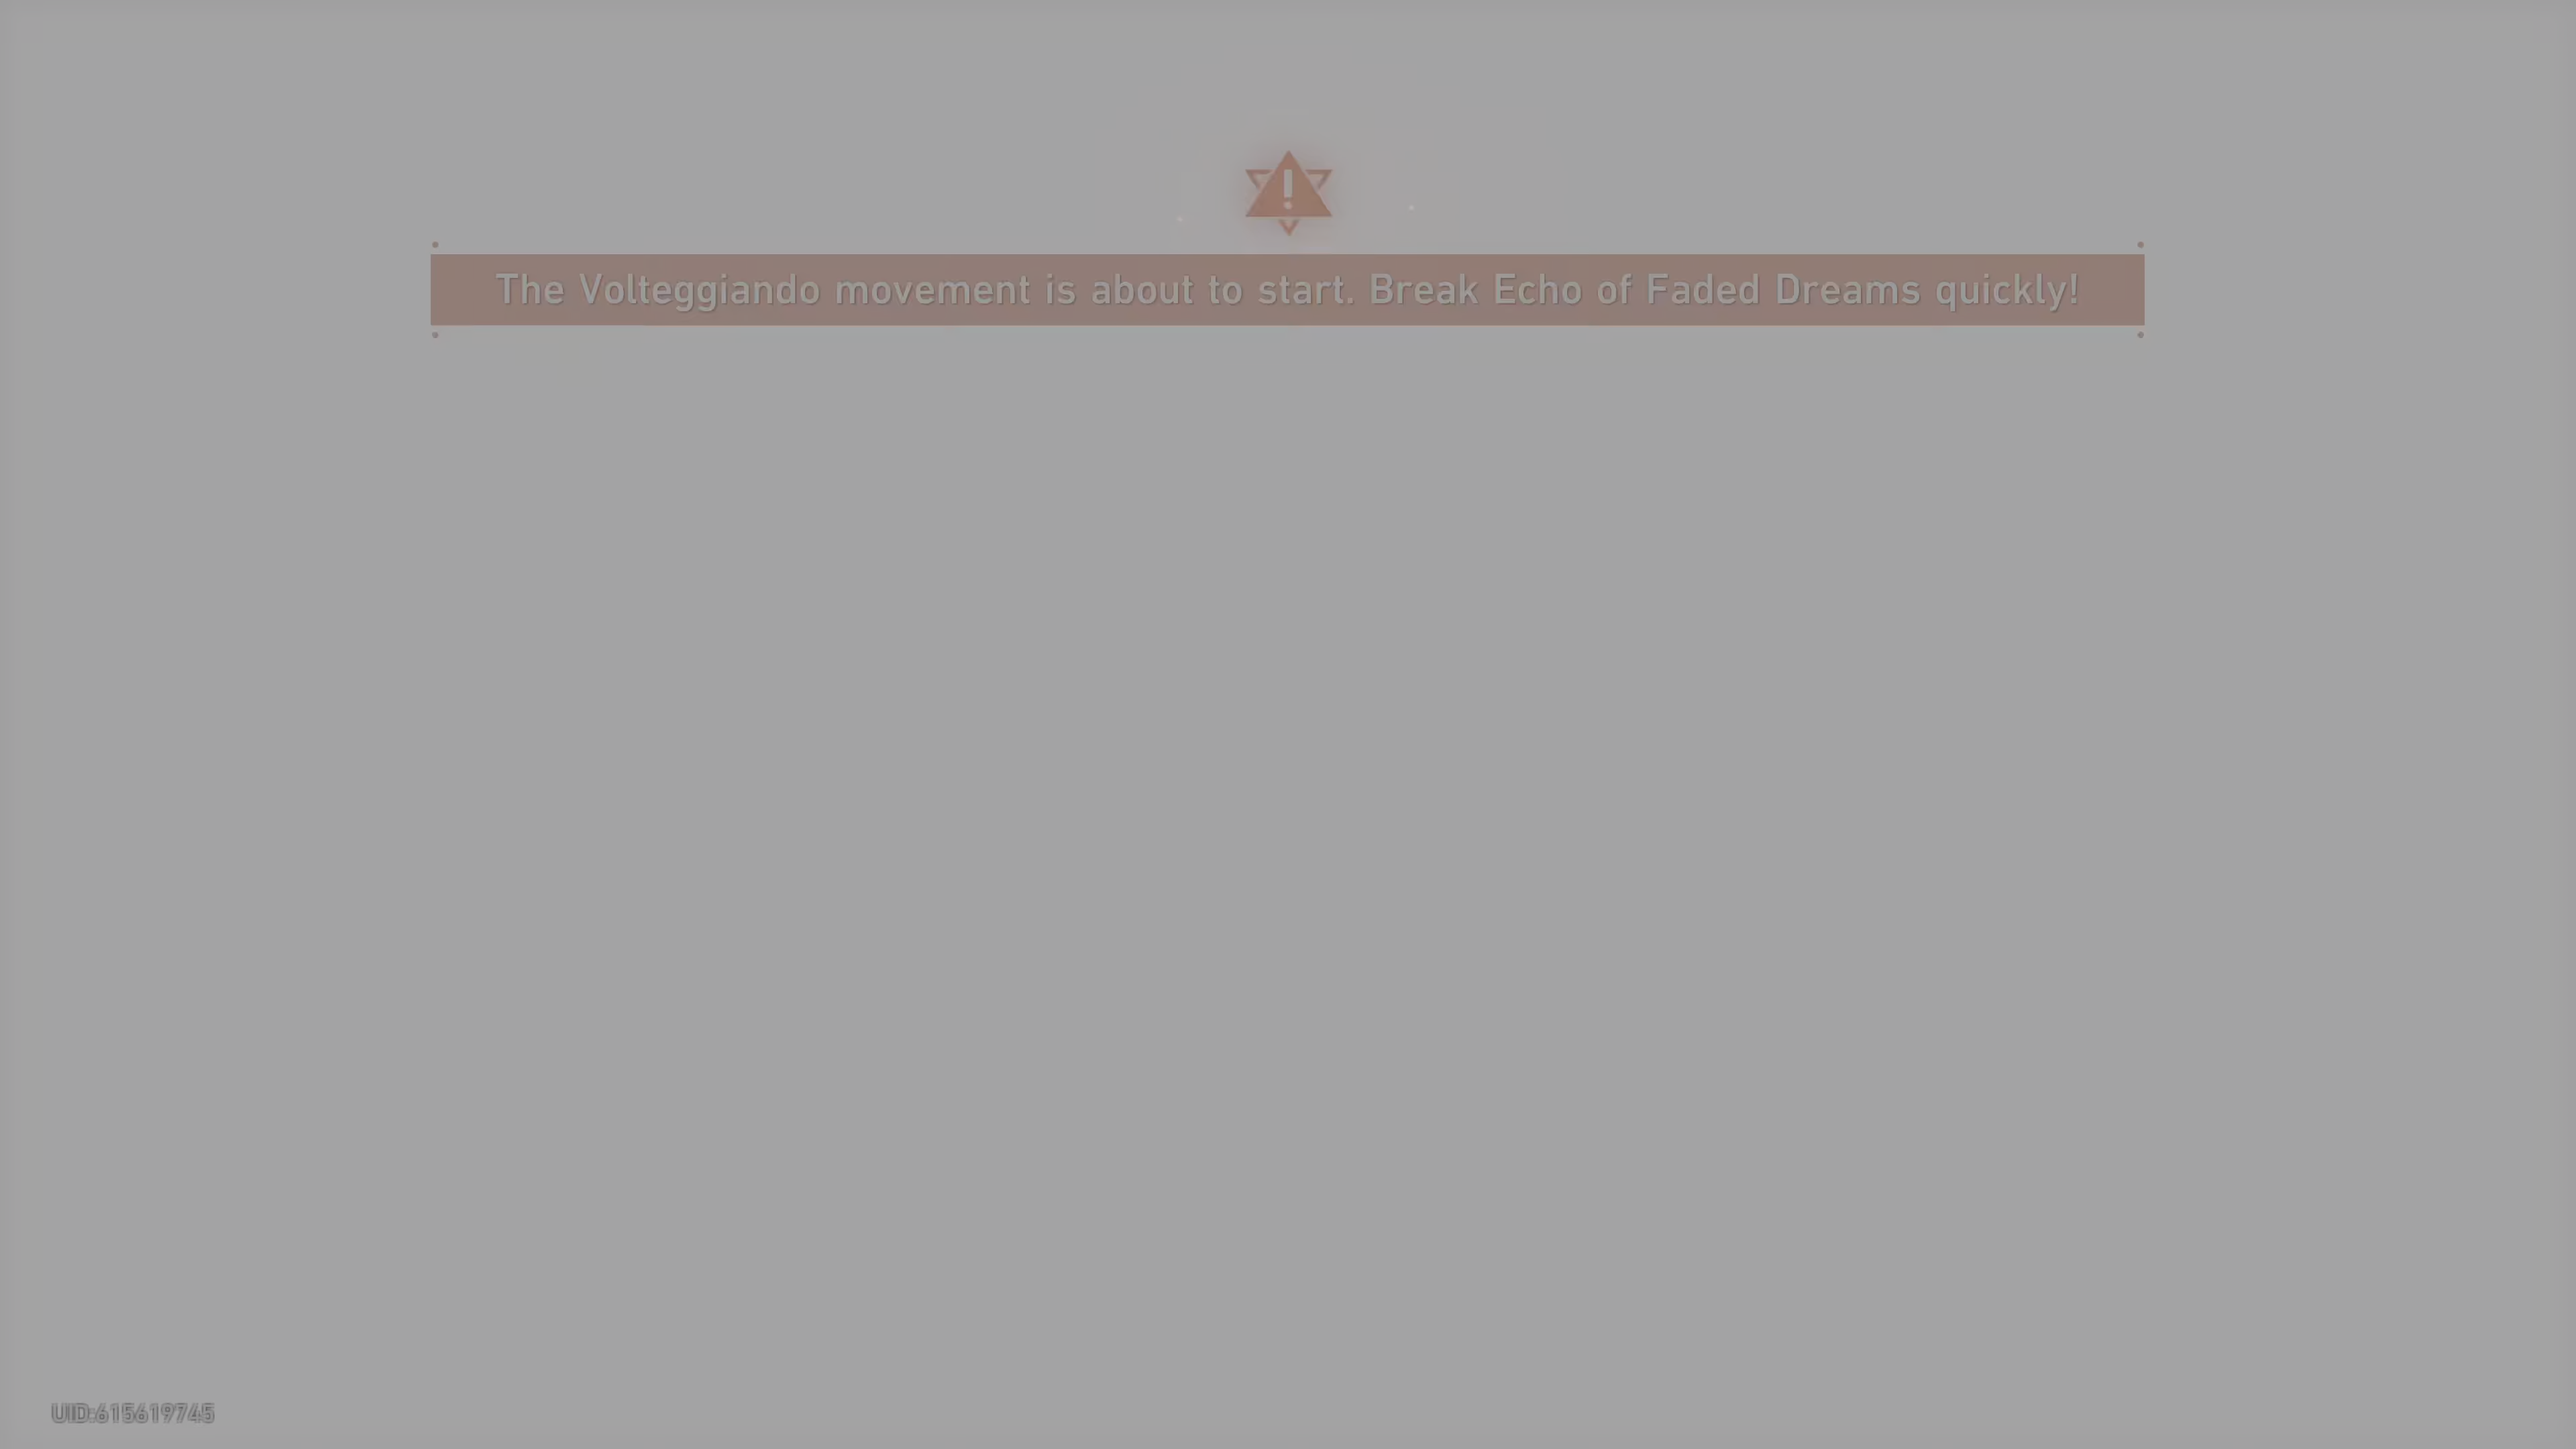 The Volteggiando movement is about to start. Break Echo of Faded Dreams quickly!
UID:615619745